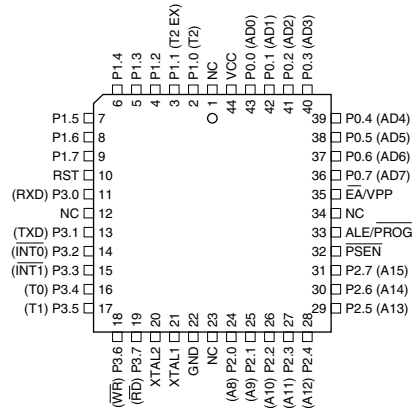 P1.4
P1.3
P1.2
P1.1 (T2 EX)
P1.0 (T2)
NC
VCC
P0.0 (AD0)
P0.1 (AD1)
P0.2 (AD2)
P0.3 (AD3)
6
5
4
3
2
1
44
43
42
41
40
P1.5 7
P1.6 8
P1.7 9
RST 10
(RXD) P3.0 11
NC 12
(TXD) P3.1 13
(INT0) P3.2 14
(INT1) P3.3 15
(T0) P3.4 16
(T1) P3.5 17
39 P0.4 (AD4)
38 P0.5 (AD5)
37 P0.6 (AD6)
36 P0.7 (AD7)
35 EA/VPP
34 NC
33 ALE/PROG
32 PSEN
31 P2.7 (A15)
30 P2.6 (A14)
29 P2.5 (A13)
18
19
20
21
22
23
24
25
26
27
28
(WR) P3.6
(RD) P3.7
XTAL2
XTAL1
GND
NC
(A8) P2.0
(A9) P2.1
(A10) P2.2
(A11) P2.3
(A12) P2.4